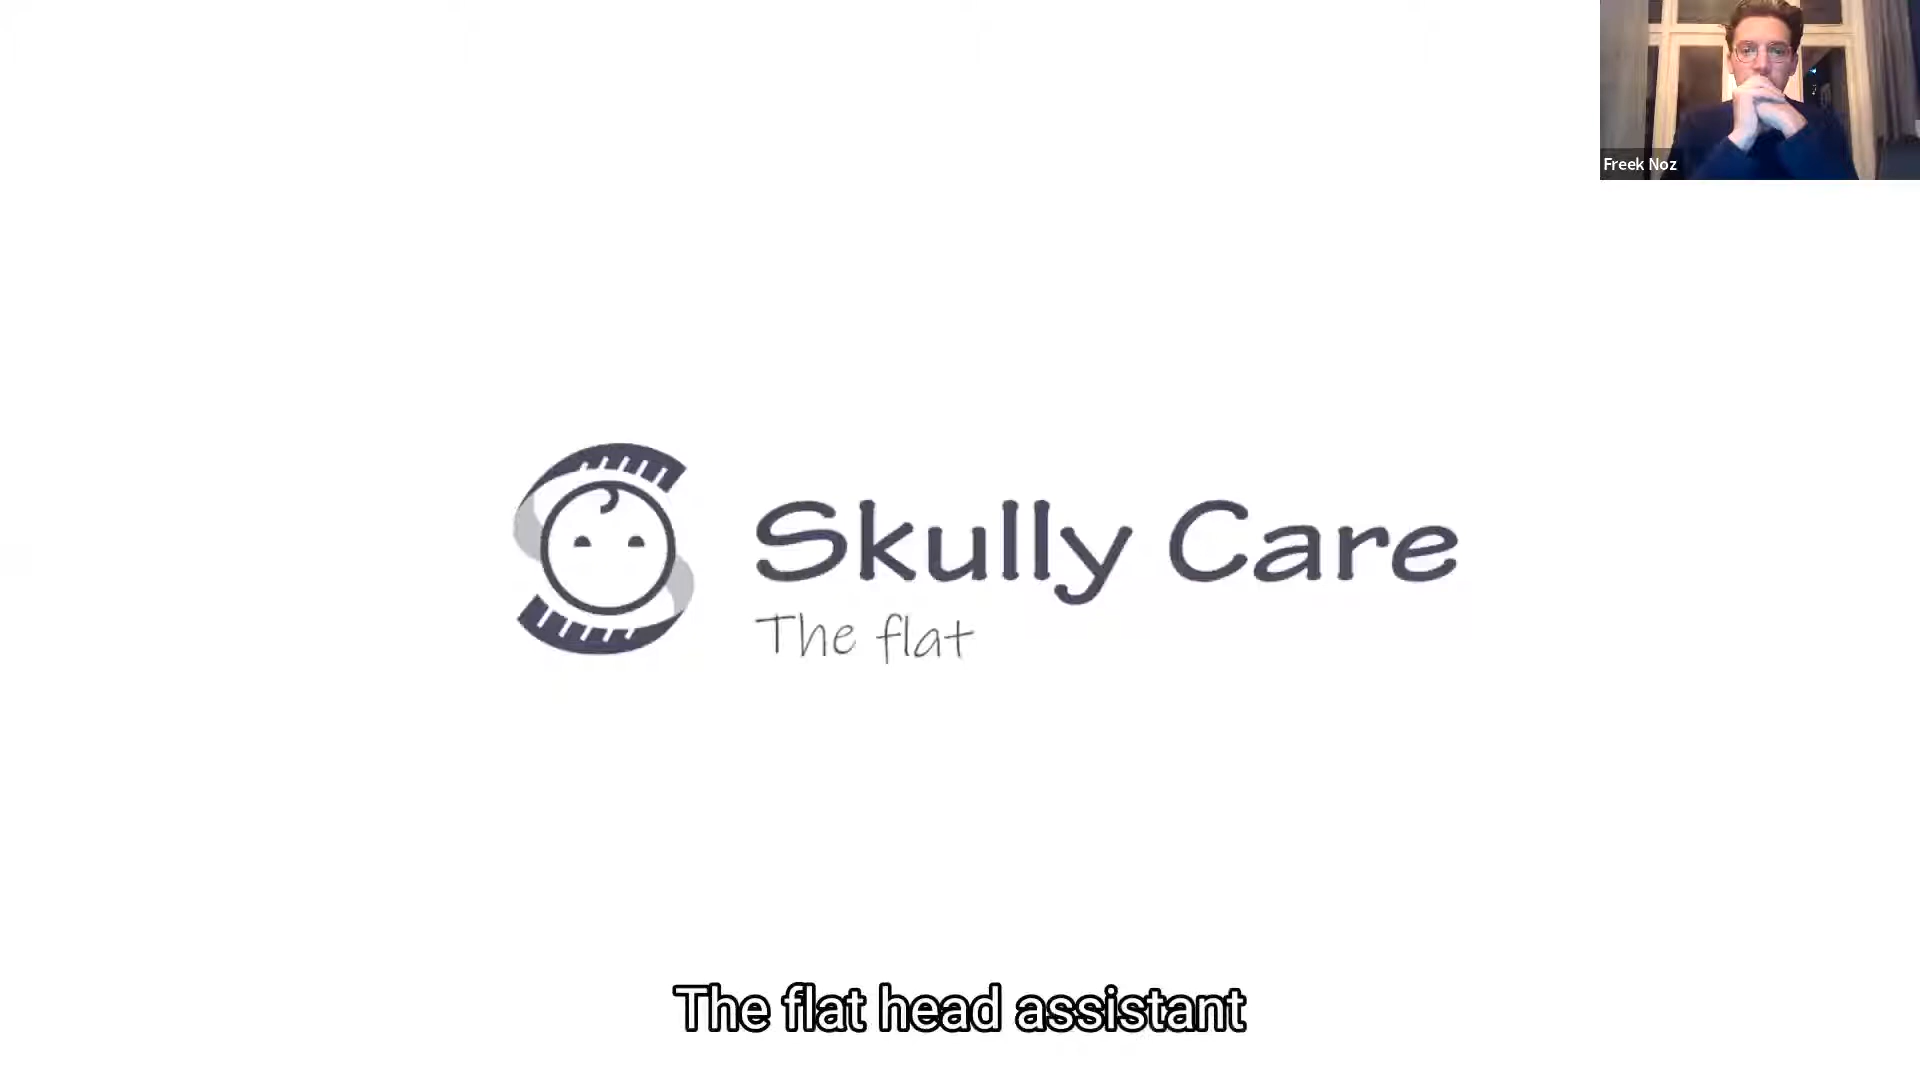 Freek Noz
Skully Care
The flat
The flat head assistant